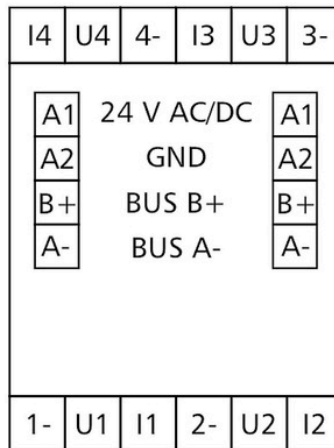 I4 U4 4- I3 U3 3-
A1 24 V AC/DC A1
A2 GND A2
B+ BUS B+ B+
A- BUS A- A-
1- U1 I1 2- U2 I2